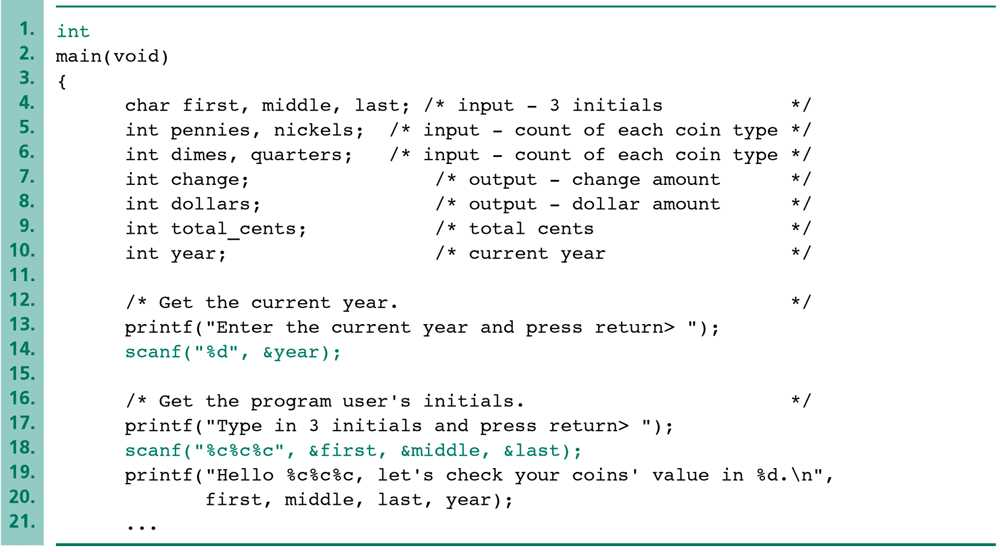 1. int
2. main(void)
3. {
4. char first, middle, last; /* input - 3 initials */
5. int pennies, nickels; /* input - count of each coin type */
6. int dimes, quarters; /* input - count of each coin type */
7. int change; /* output - change amount */
8. int dollars; /* output - dollar amount */
9. int total_cents; /* total cents */
10. int year; /* current year */
11.
12. /* Get the current year. */
13. printf("Enter the current year and press return> ");
14. scanf("%d", &year);
15.
16. /* Get the program user's initials. */
17. printf("Type in 3 initials and press return> ");
18. scanf("%c%c%c", &first, &middle, &last);
19. printf("Hello %c%c%c, let's check your coins' value in %d.\n",
20. first, middle, last, year);
21. ...